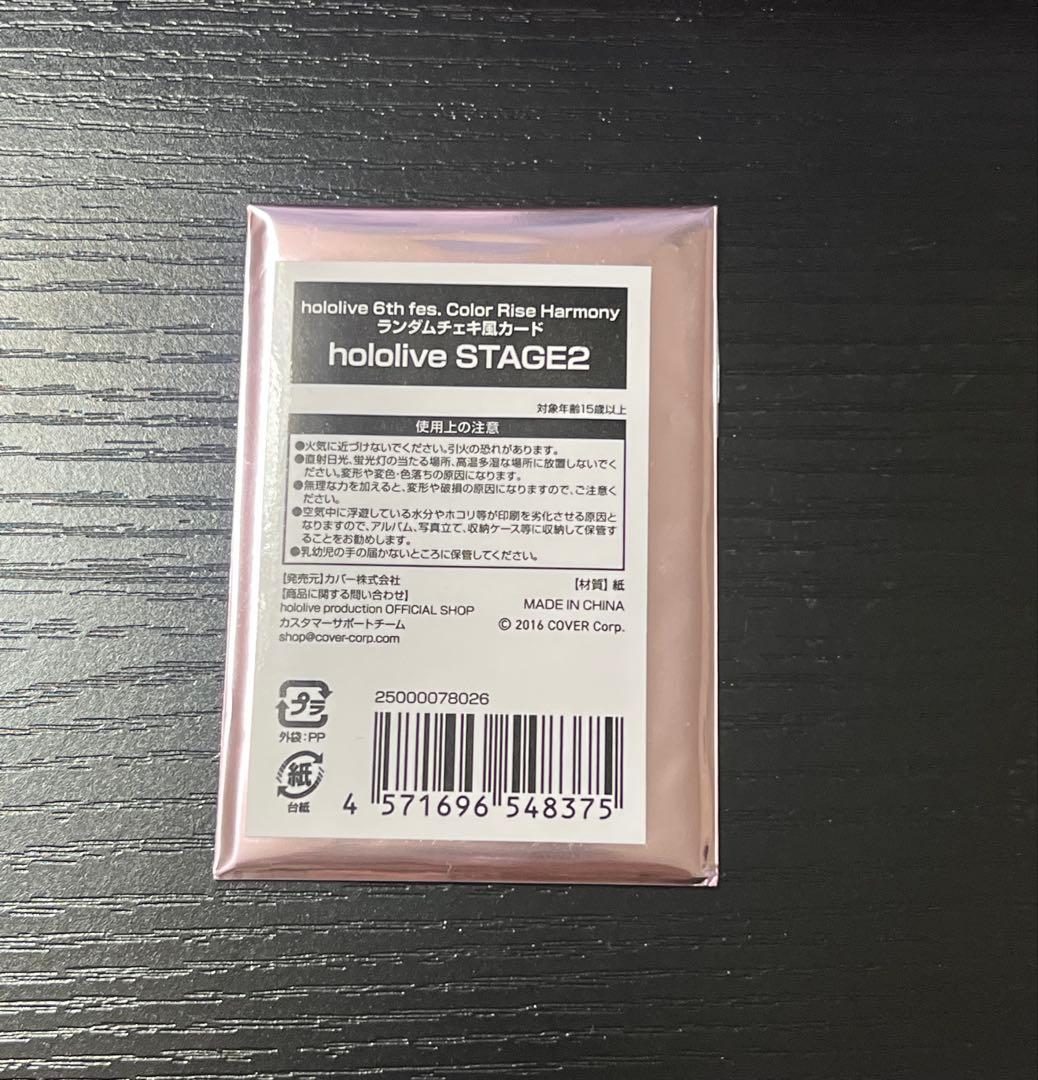 hololive 6th fes. Color Rise Harmony
ランダムチェキ風カード
hololive STAGE2
対象年齢15歳以上
使用上の注意
●火気に近づけないでください。引火の恐れがあります。
●直射日光、蛍光灯の当たる場所、高温多湿な場所に放置しないでく
ださい。変形や変色・色落ちの原因になります。
●無理な力を加えると、変形や破損の原因になりますので、ご注意く
ださい。
●空気中に浮遊している水分やホコリ等が印刷を劣化させる原因と
なりますので、アルバム、写真立て、収納ケース等に収納して保管す
ることをお勧めします。
●乳幼児の手の届かないところに保管してください。
【発売元】カバー株式会社
【商品に関する問い合わせ】
hololive production OFFICIAL SHOP
カスタマーサポートチーム
shop@cover-corp.com
【材質】紙
MADE IN CHINA
© 2016 COVER Corp.
プラ
外袋:PP
紙
台紙
25000078026
4 571696 548375